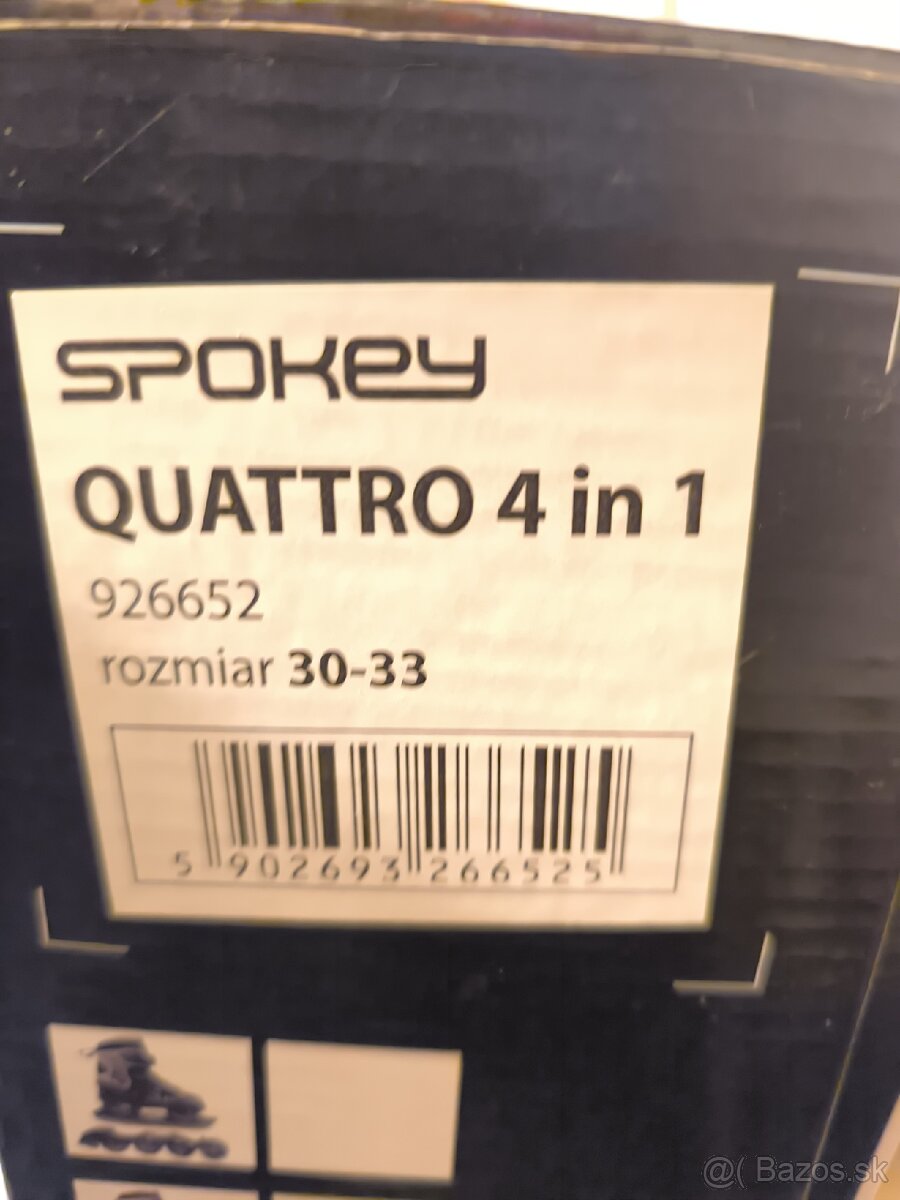 SPOKEY
QUATTRO 4 in 1
926652
rozmiar 30-33
5 902693 266525
@( Bazos.sk